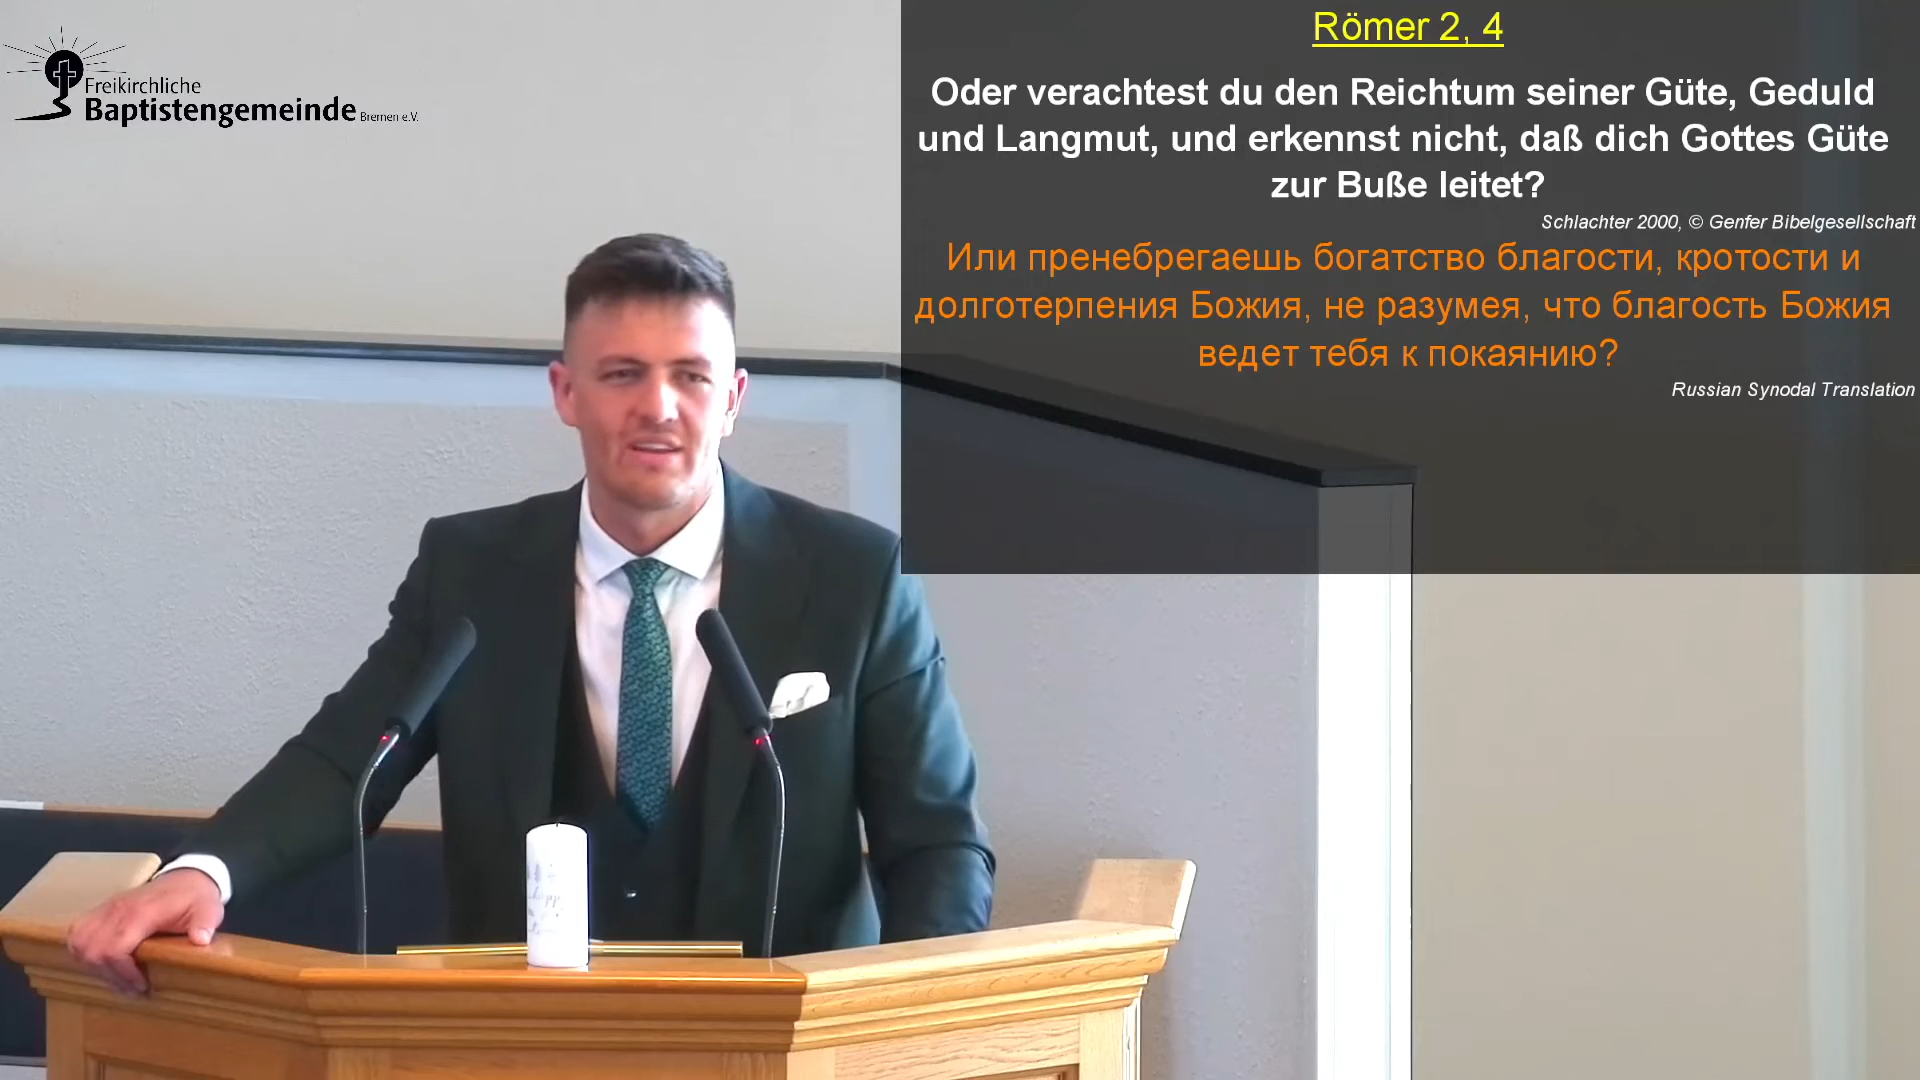 Freikirchliche
Baptistengemeinde Bremen e.V.
Römer 2, 4
Oder verachtest du den Reichtum seiner Güte, Geduld
und Langmut, und erkennst nicht, daß dich Gottes Güte
zur Buße leitet?
Schlachter 2000, © Genfer Bibelgesellschaft
Или пренебрегаешь богатство благости, кротости и
долготерпения Божия, не разумея, что благость Божия
ведет тебя к покаянию?
Russian Synodal Translation